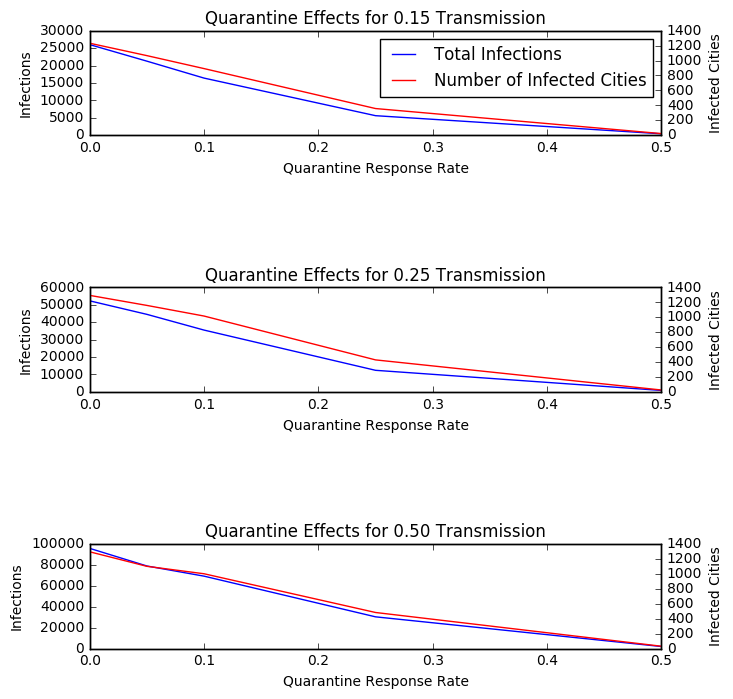 Quarantine Effects for 0.15 Transmission
30000
25000
20000
15000
10000
5000
0
Infections
1400
1200
1000
800
600
400
200
0
Infected Cities
Total Infections
Number of Infected Cities
0.0 0.1 0.2 0.3 0.4 0.5
Quarantine Response Rate
Quarantine Effects for 0.25 Transmission
60000
50000
40000
30000
20000
10000
0
Infections
1400
1200
1000
800
600
400
200
0
Infected Cities
0.0 0.1 0.2 0.3 0.4 0.5
Quarantine Response Rate
Quarantine Effects for 0.50 Transmission
100000
80000
60000
40000
20000
0
Infections
1400
1200
1000
800
600
400
200
0
Infected Cities
0.0 0.1 0.2 0.3 0.4 0.5
Quarantine Response Rate